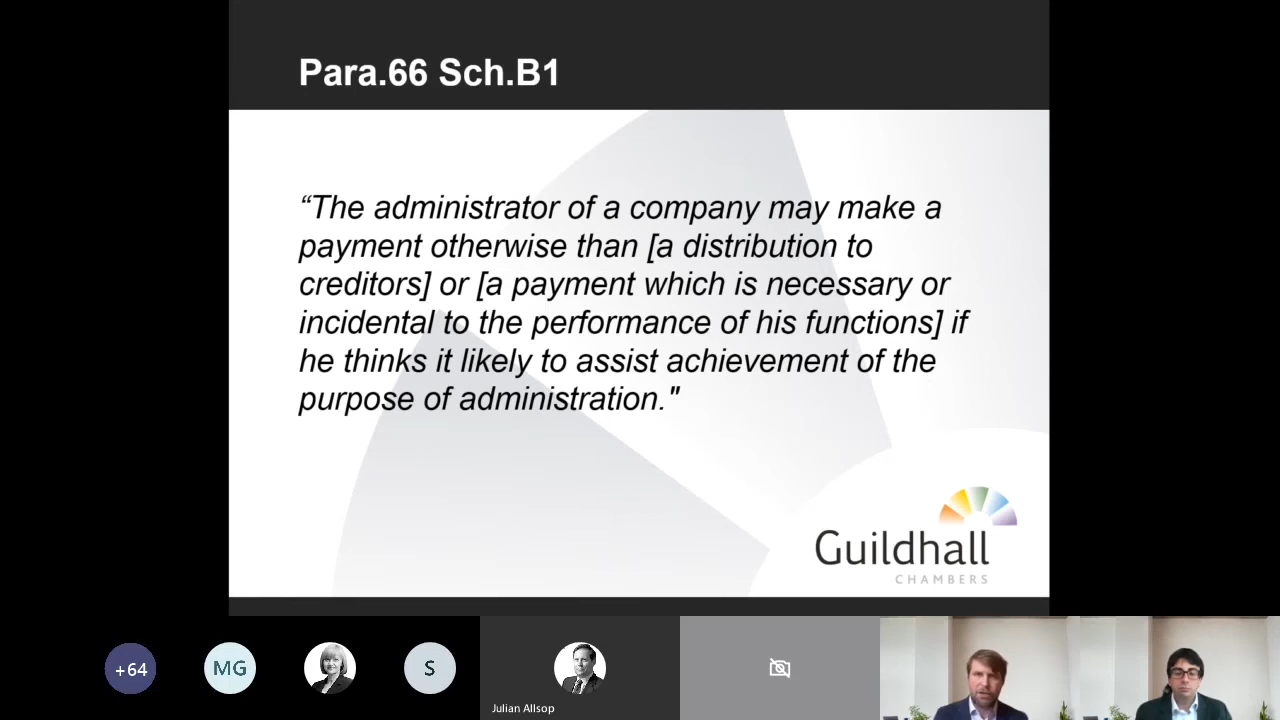 Para.66 Sch.B1
“The administrator of a company may make a
payment otherwise than [a distribution to
creditors] or [a payment which is necessary or
incidental to the performance of his functions] if
he thinks it likely to assist achievement of the
purpose of administration."
Guildhall
CHAMBERS
+64
MG
S
Julian Allsop